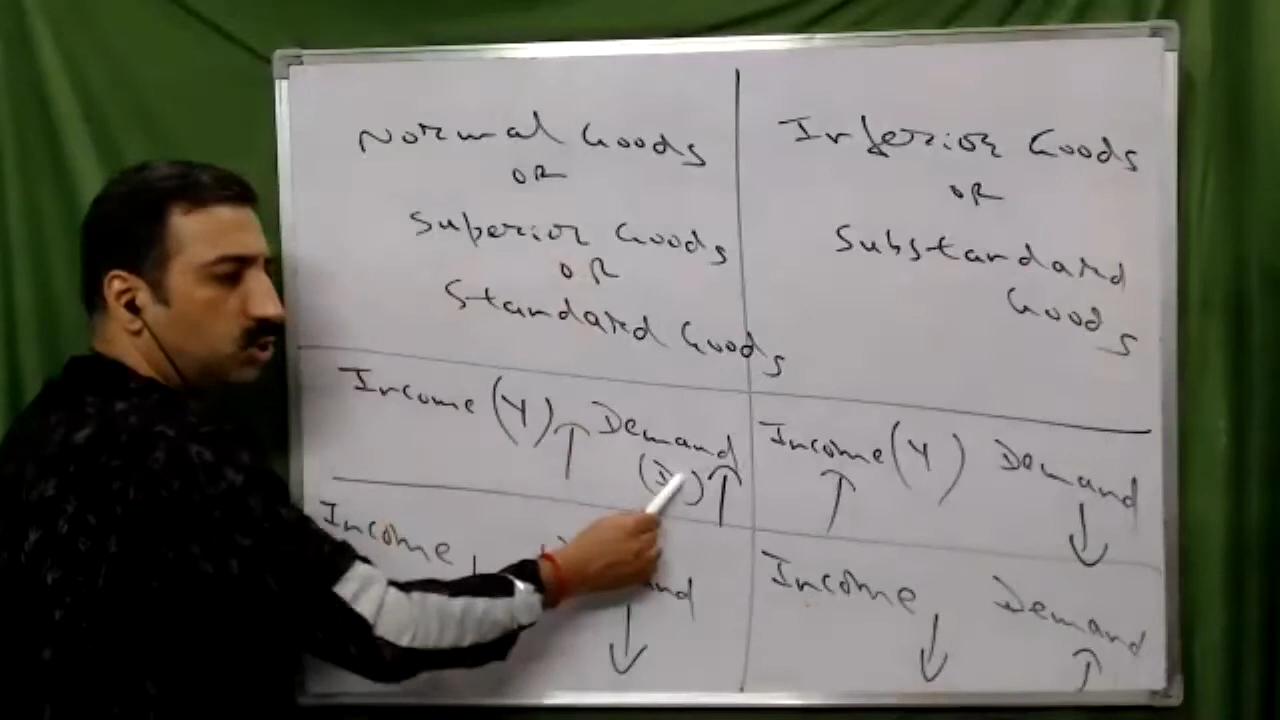 Normal Goods
OR
Superior Goods
OR
Standard Goods
Income (Y) ↑ Demand
(D) ↑
Income ↓
Inferior Goods
OR
Substandard
Goods
Income (Y) ↑ Demand ↓
Income ↓ Demand ↑